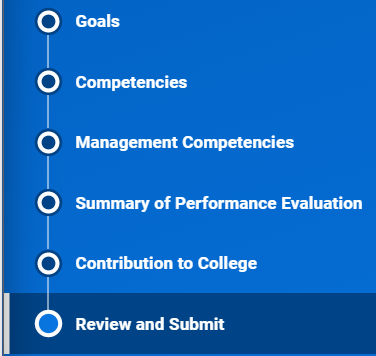 Goals
Competencies
Management Competencies
Summary of Performance Evaluation
Contribution to College
Review and Submit